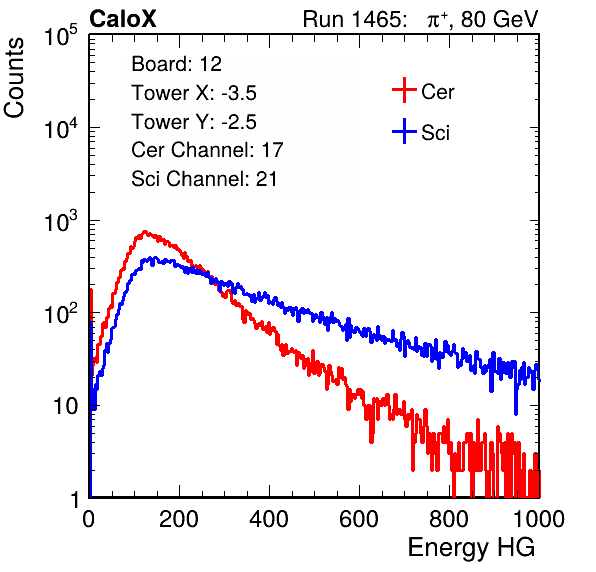 CaloX
Run 1465: π⁺, 80 GeV
Counts
10⁵
10⁴
10³
10²
10
1
Board: 12
Tower X: -3.5
Tower Y: -2.5
Cer Channel: 17
Sci Channel: 21
Cer
Sci
0 200 400 600 800 1000
Energy HG